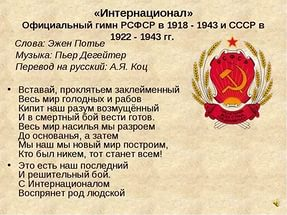 «Интернационал»
Официальный гимн РСФСР в 1918 - 1943 и СССР в
1922 - 1943 гг.
Слова: Эжен Потье
Музыка: Пьер Дегейтер
Перевод на русский: А.Я. Коц
• Вставай, проклятьем заклейменный
Весь мир голодных и рабов
Кипит наш разум возмущённый
И в смертный бой вести готов.
Весь мир насилья мы разроем
До основанья, а затем
Мы наш мы новый мир построим,
Кто был никем, тот станет всем!
• Это есть наш последний
И решительный бой.
С Интернационалом
Воспрянет род людской